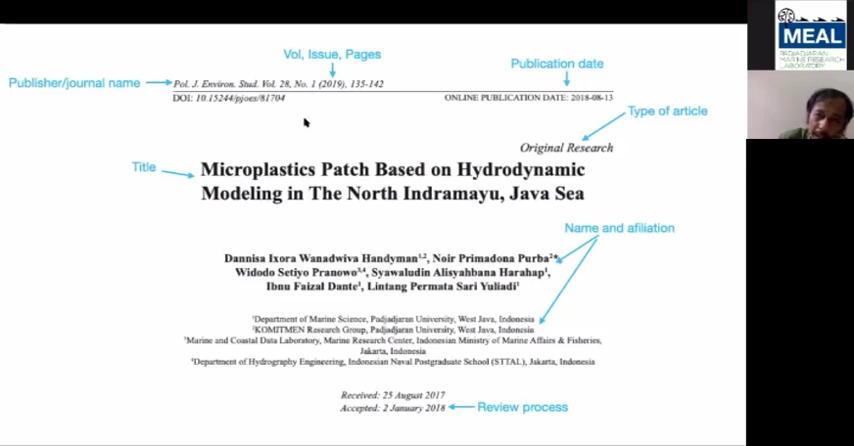 Vol, Issue, Pages
Publication date
Publisher/journal name
Pol. J. Environ. Stud. Vol. 28, No. 1 (2019), 135-142
DOI: 10.15244/pjoes/81704
ONLINE PUBLICATION DATE: 2018-08-13
Type of article
Original Research
Title
Microplastics Patch Based on Hydrodynamic
Modeling in The North Indramayu, Java Sea
Name and afiliation
Dannisa Ixora Wanadwiva Handyman1,2, Noir Primadona Purba2*
Widodo Setiyo Pranowo3,4, Syawaludin Alisyahbana Harahap1,
Ibnu Faizal Dante1, Lintang Permata Sari Yuliadi1
1Department of Marine Science, Padjadjaran University, West Java, Indonesia
2KOMITMEN Research Group, Padjadjaran University, West Java, Indonesia
3Marine and Coastal Data Laboratory, Marine Research Center, Indonesian Ministry of Marine Affairs & Fisheries,
Jakarta, Indonesia
4Department of Hydrography Engineering, Indonesian Naval Postgraduate School (STTAL), Jakarta, Indonesia
Received: 25 August 2017
Accepted: 2 January 2018
Review process
MEAL
PADJADJARAN
MARINE RESEARCH
LABORATORY